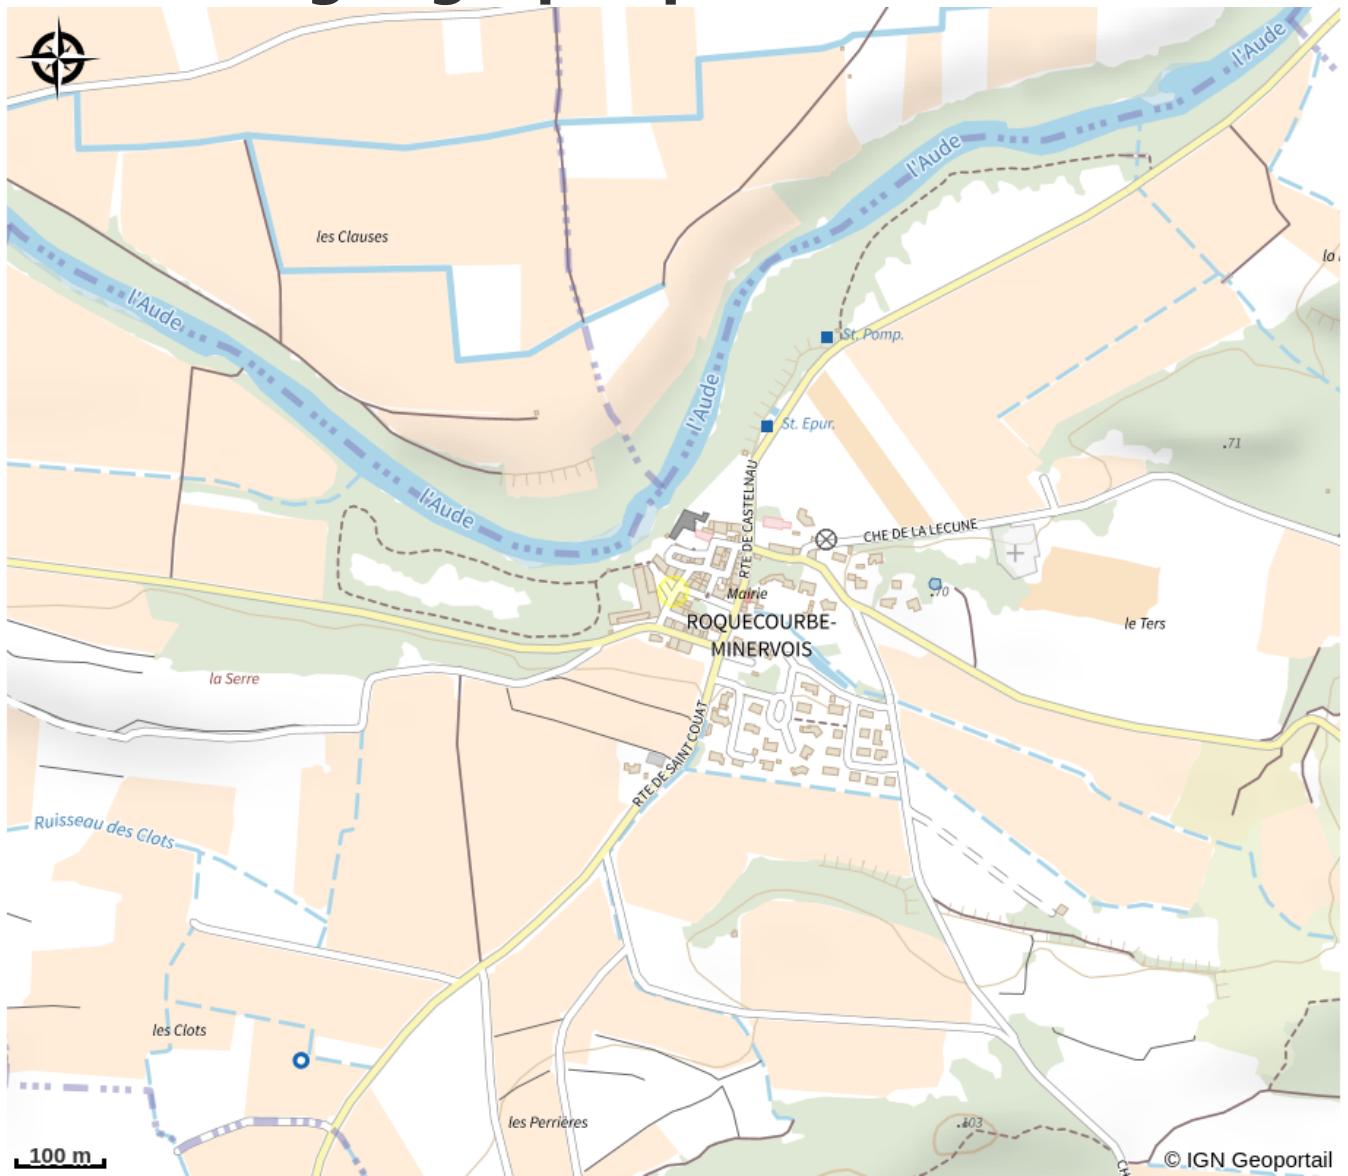 l'Aude
l'Aude
les Clauses
l'Aude
St. Pomp.
l'Aude
St. Epur.
.71
l'Aude
RTE DE CASTELNAU
CHE DE LA LECUNE
Mairie
.70
ROQUECOURBE-
MINERVOIS
le Ters
la Serre
RTE DE SAINT COUAT
Ruisseau des Clots
les Clots
les Perrières
.103
100 m
© IGN Geoportail